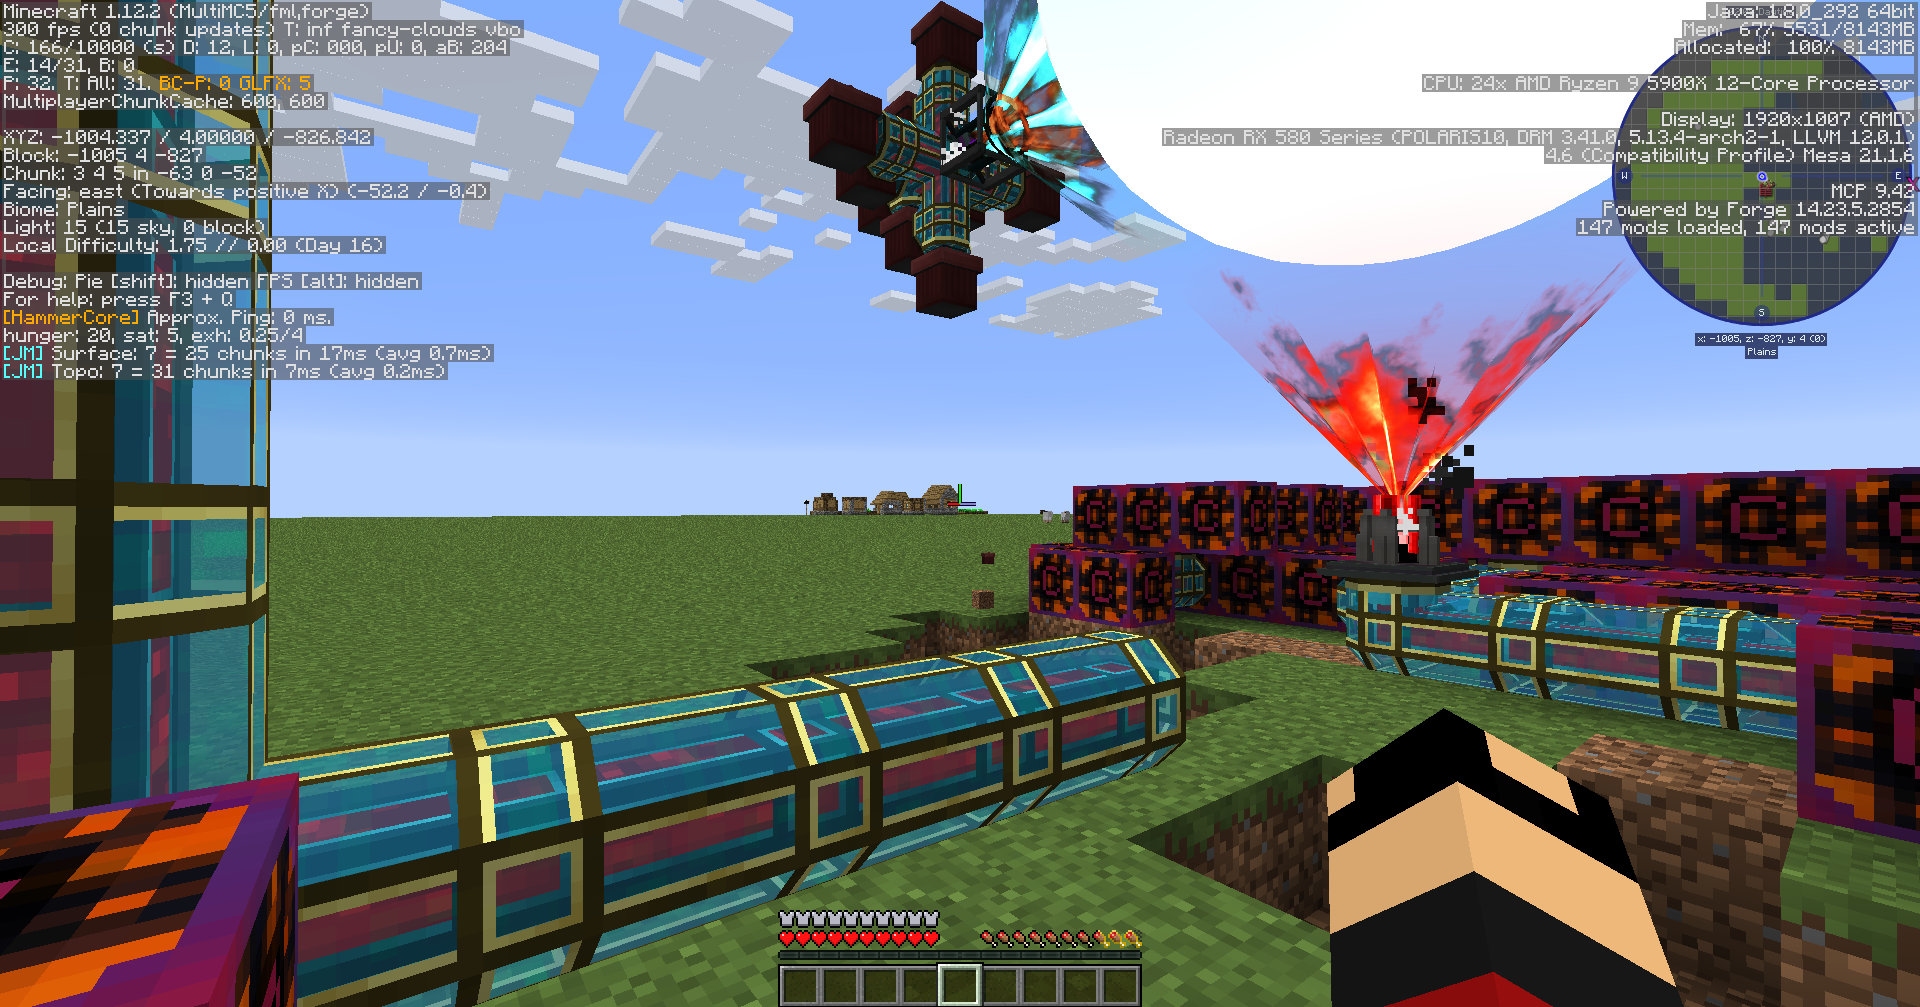 Minecraft 1.12.2 (MultiMC5/fml,forge)
300 fps (0 chunk updates) T: inf fancy-clouds vbo
C: 166/10000 (s) D: 12, L: 0, pC: 000, pU: 0, aB: 204
E: 14/31, B: 0
P: 32. T: All: 31. BC-P: 0 GLFX: 5
MultiplayerChunkCache: 600, 600
XYZ: -1004.337 / 4.00000 / -826.842
Block: -1005 4 -827
Chunk: 3 4 5 in -63 0 -52
Facing: east (Towards positive X) (-52.2 / -0.4)
Biome: Plains
Light: 15 (15 sky, 0 block)
Local Difficulty: 1.75 // 0.00 (Day 16)
Debug: Pie [shift]: hidden FPS [alt]: hidden
For help: press F3 + Q
[HammerCore] Approx. Ping: 0 ms.
hunger: 20, sat: 5, exh: 0.25/4
[JM] Surface: 7 = 25 chunks in 17ms (avg 0.7ms)
[JM] Topo: 7 = 31 chunks in 7ms (avg 0.2ms)
Java: 1.8.0_292 64bit
Mem: 67% 5531/8143MB
Allocated: 100% 8143MB
CPU: 24x AMD Ryzen 9 5900X 12-Core Processor
Display: 1920x1007 (AMD)
Radeon RX 580 Series (POLARIS10, DRM 3.41.0, 5.13.4-arch2-1, LLVM 12.0.1)
4.6 (Compatibility Profile) Mesa 21.1.6
MCP 9.42
Powered by Forge 14.23.5.2854
147 mods loaded, 147 mods active
W
E
S
x: -1005, z: -827, y: 4 (0)
Plains